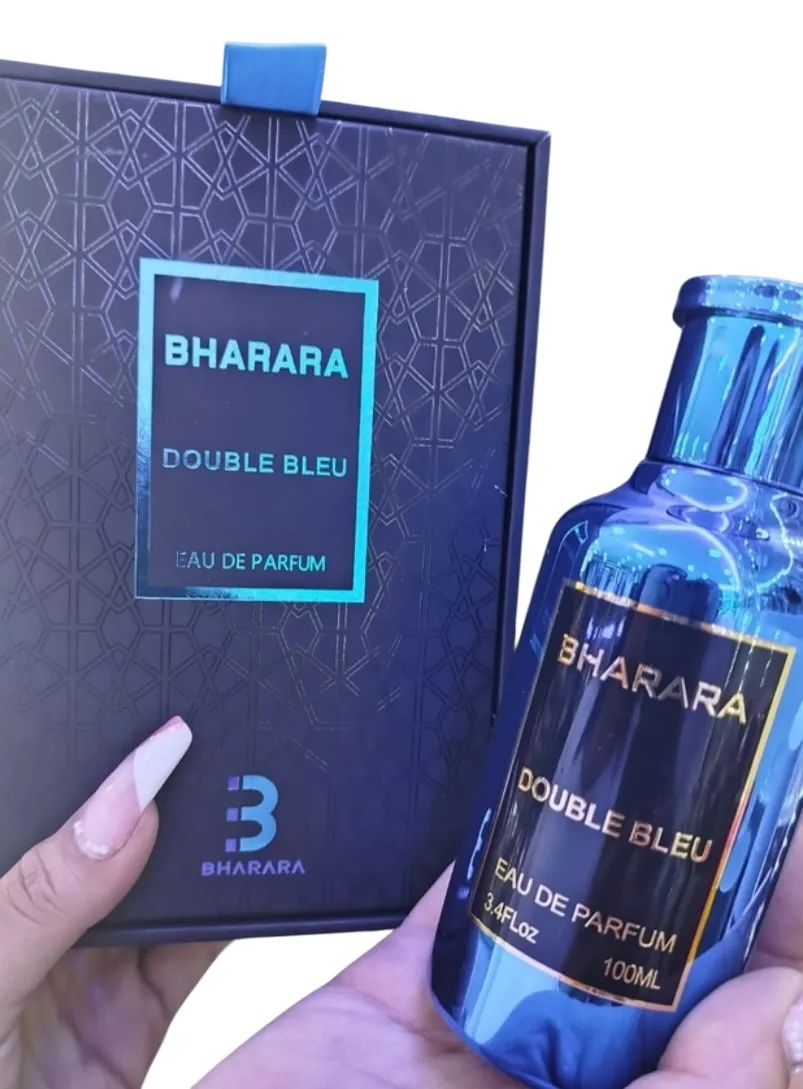 BHARARA
DOUBLE BLEU
EAU DE PARFUM
BHARARA
BHARARA
DOUBLE BLEU
EAU DE PARFUM
3.4FLoz
100ML